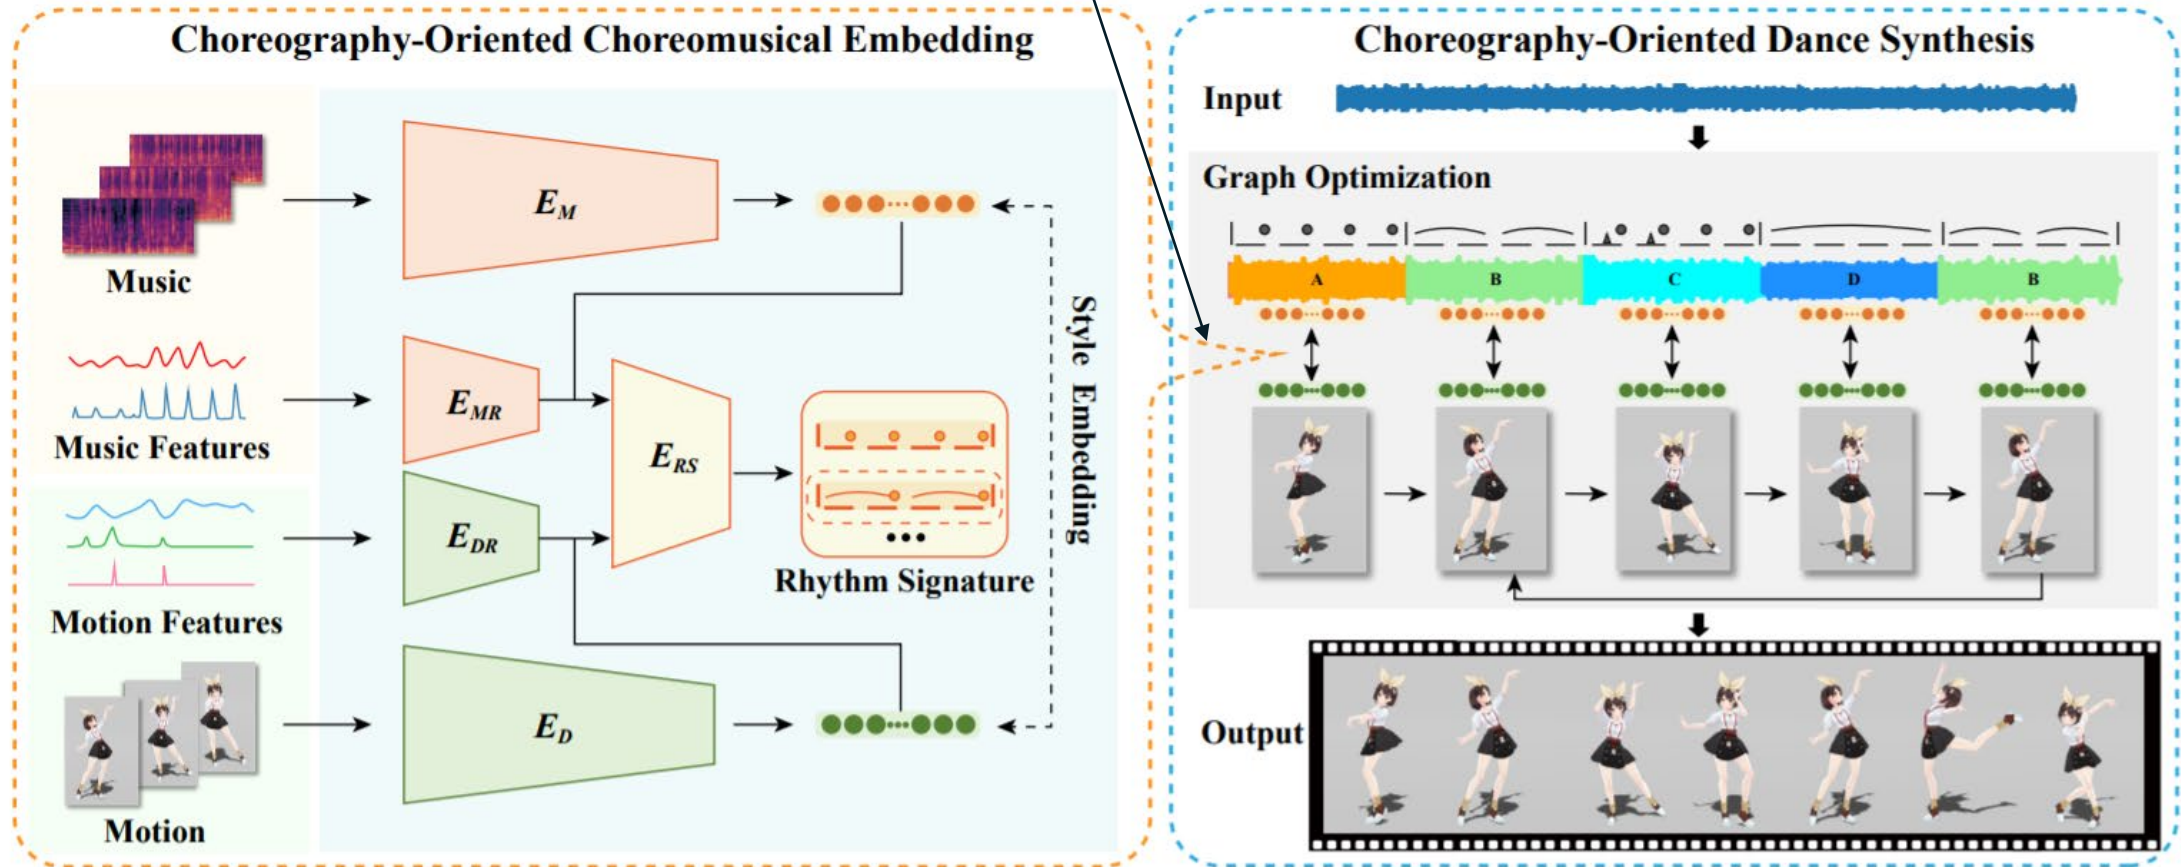 Choreography-Oriented Choreomusical Embedding
Music
Music Features
Motion Features
Motion
E_M
E_MR
E_DR
E_RS
E_D
Rhythm Signature
Style Embedding
Choreography-Oriented Dance Synthesis
Input
Graph Optimization
A
B
C
D
B
Output